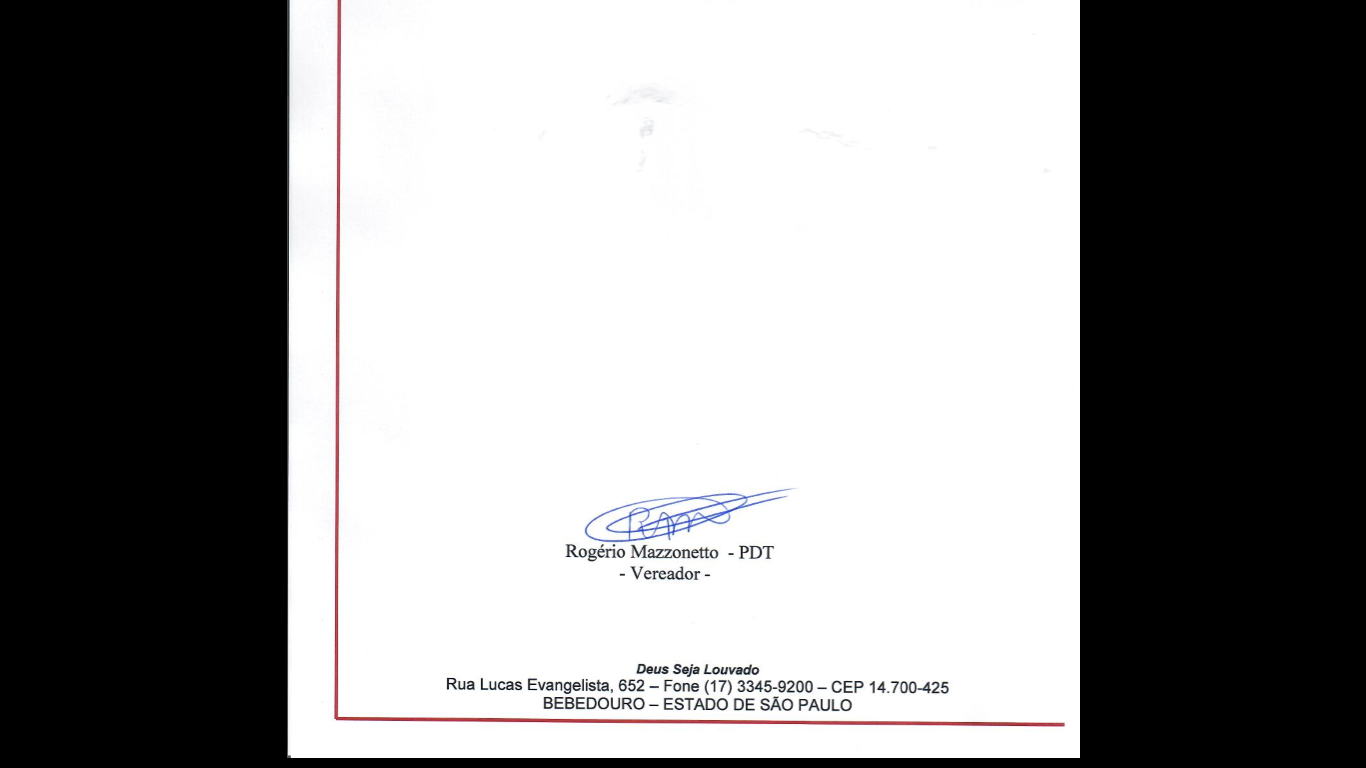 Rogério Mazzonetto - PDT
- Vereador -
Deus Seja Louvado
Rua Lucas Evangelista, 652 – Fone (17) 3345-9200 – CEP 14.700-425
BEBEDOURO – ESTADO DE SÃO PAULO